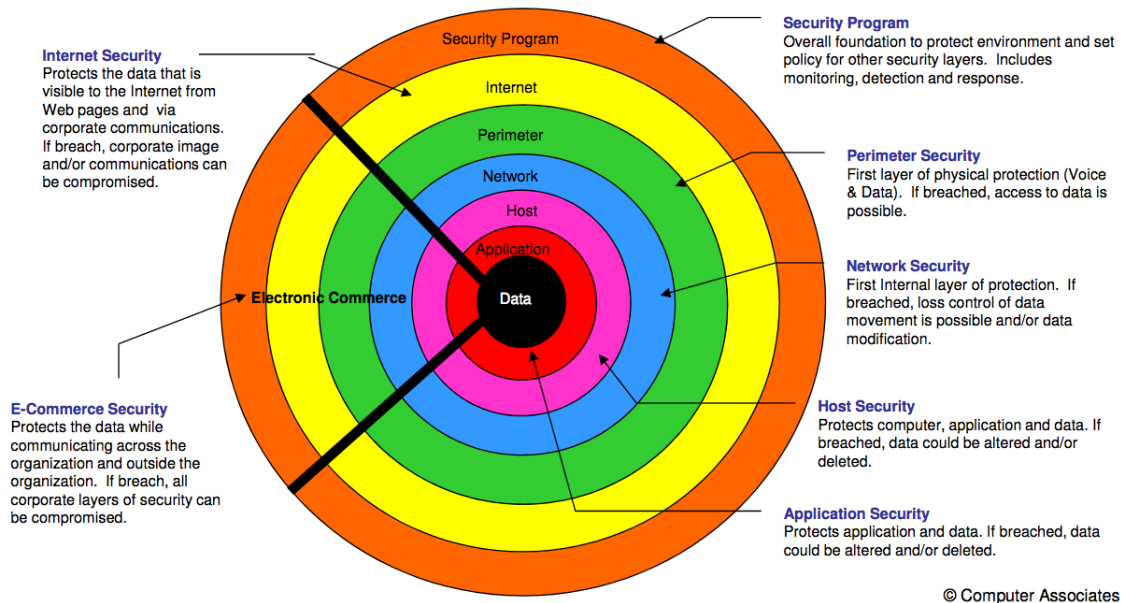 Security Program
Internet
Perimeter
Network
Host
Application
Data
Electronic Commerce
Internet Security
Protects the data that is
visible to the Internet from
Web pages and via
corporate communications.
If breach, corporate image
and/or communications can
be compromised.
E-Commerce Security
Protects the data while
communicating across the
organization and outside the
organization. If breach, all
corporate layers of security can
be compromised.
Security Program
Overall foundation to protect environment and set
policy for other security layers. Includes
monitoring, detection and response.
Perimeter Security
First layer of physical protection (Voice
& Data). If breached, access to data is
possible.
Network Security
First Internal layer of protection. If
breached, loss control of data
movement is possible and/or data
modification.
Host Security
Protects computer, application and data. If
breached, data could be altered and/or
deleted.
Application Security
Protects application and data. If breached, data
could be altered and/or deleted.
© Computer Associates